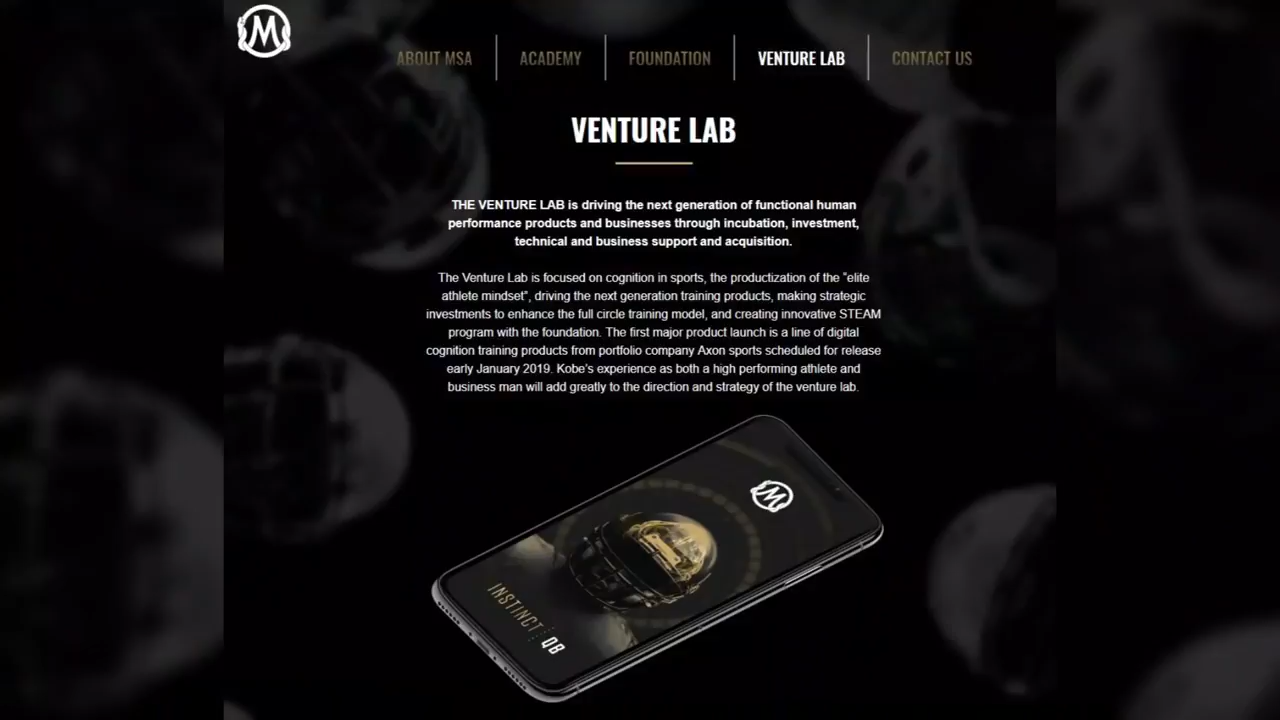 M
ABOUT MSA
ACADEMY
FOUNDATION
VENTURE LAB
CONTACT US
VENTURE LAB
THE VENTURE LAB is driving the next generation of functional human
performance products and businesses through incubation, investment,
technical and business support and acquisition.
The Venture Lab is focused on cognition in sports, the productization of the "elite
athlete mindset", driving the next generation training products, making strategic
investments to enhance the full circle training model, and creating innovative STEAM
program with the foundation. The first major product launch is a line of digital
cognition training products from portfolio company Axon sports scheduled for release
early January 2019. Kobe's experience as both a high performing athlete and
business man will add greatly to the direction and strategy of the venture lab.
M
INSTINCT QB